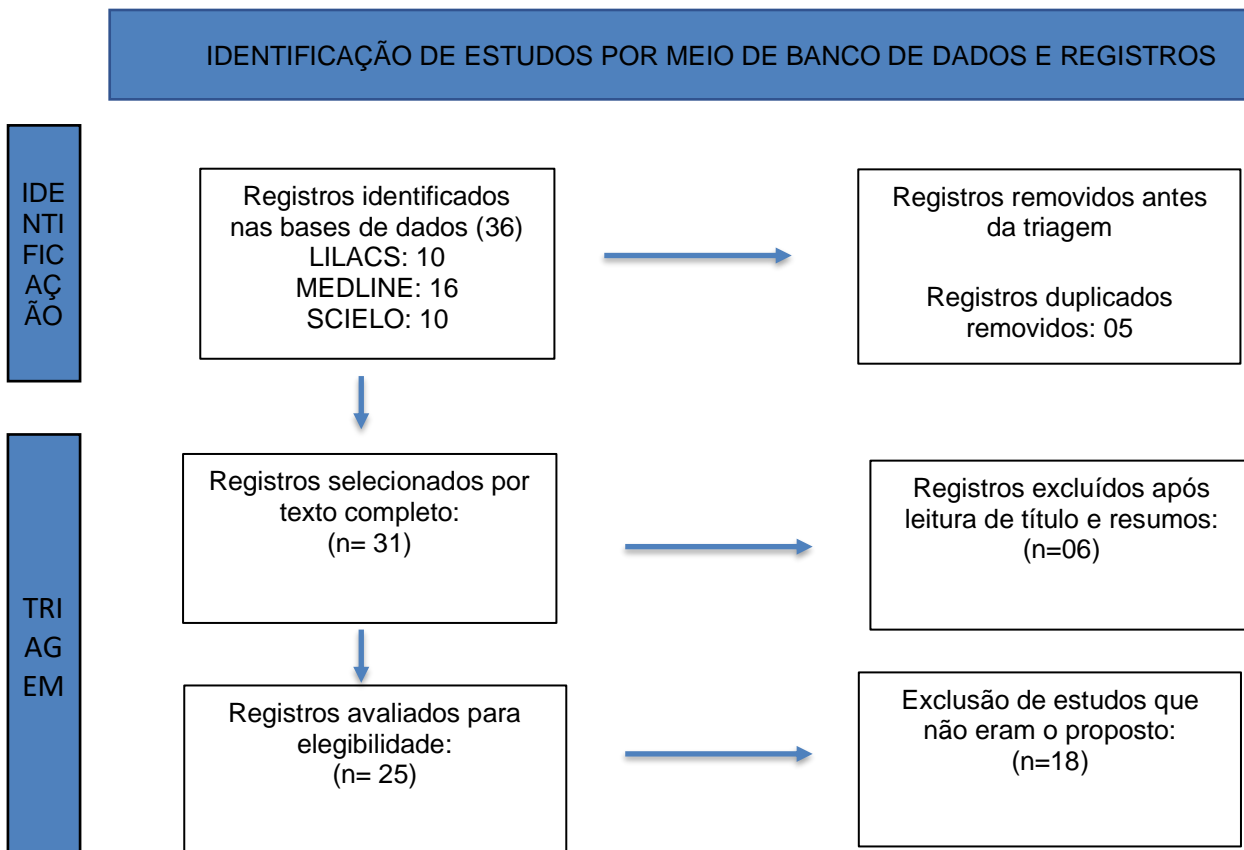 IDENTIFICAÇÃO DE ESTUDOS POR MEIO DE BANCO DE DADOS E REGISTROS
IDE
NTI
FIC
AÇ
ÃO
Registros identificados
nas bases de dados (36)
LILACS: 10
MEDLINE: 16
SCIELO: 10
Registros removidos antes
da triagem
Registros duplicados
removidos: 05
TRI
AG
EM
Registros selecionados por
texto completo:
(n= 31)
Registros excluídos após
leitura de título e resumos:
(n=06)
Registros avaliados para
elegibilidade:
(n= 25)
Exclusão de estudos que
não eram o proposto:
(n=18)